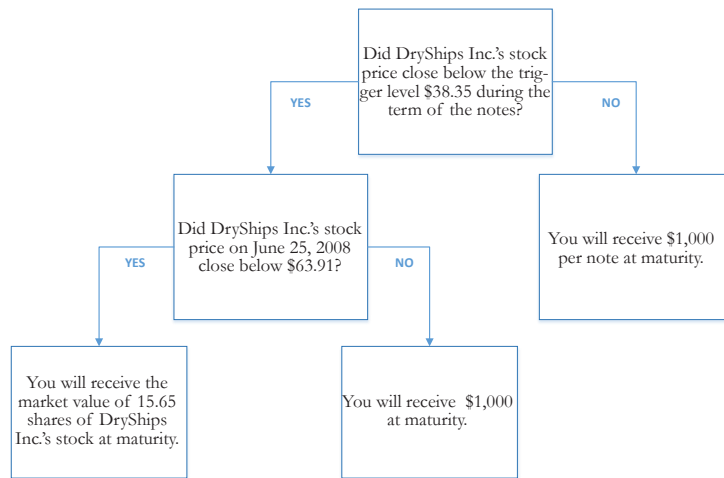 Did DryShips Inc.'s stock
price close below the trig-
ger level $38.35 during the
term of the notes?
YES
NO
Did DryShips Inc.'s stock
price on June 25, 2008
close below $63.91?
You will receive $1,000
per note at maturity.
YES
NO
You will receive the
market value of 15.65
shares of DryShips
Inc.'s stock at maturity.
You will receive $1,000
at maturity.